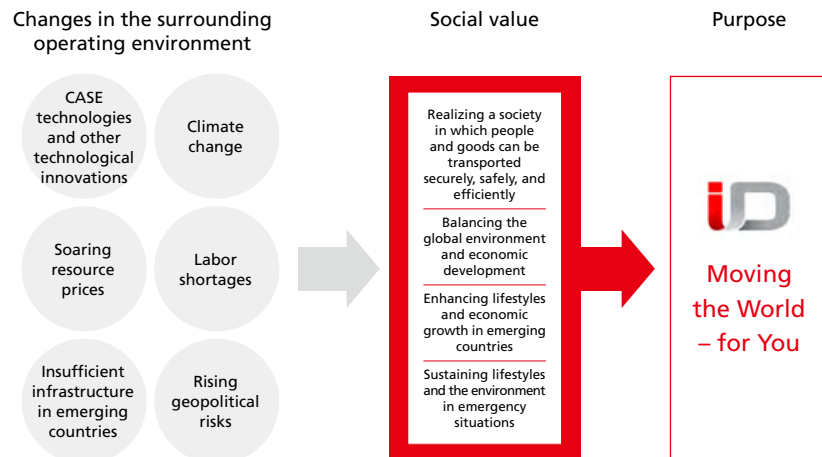 Changes in the surrounding
operating environment
CASE
technologies
and other
technological
innovations
Climate
change
Soaring
resource
prices
Labor
shortages
Insufficient
infrastructure
in emerging
countries
Rising
geopolitical
risks
Social value
Realizing a society
in which people
and goods can be
transported
securely, safely, and
efficiently
Balancing the
global environment
and economic
development
Enhancing lifestyles
and economic
growth in emerging
countries
Sustaining lifestyles
and the environment
in emergency
situations
Purpose
iD
Moving
the World
– for You